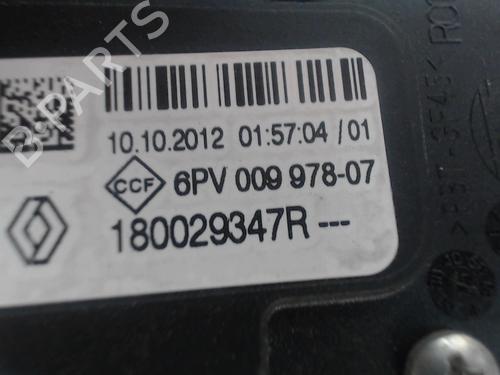 10.10.2012 01:57:04 /01
CCF 6PV 009 978-07
180029347R ---
B-PARTS